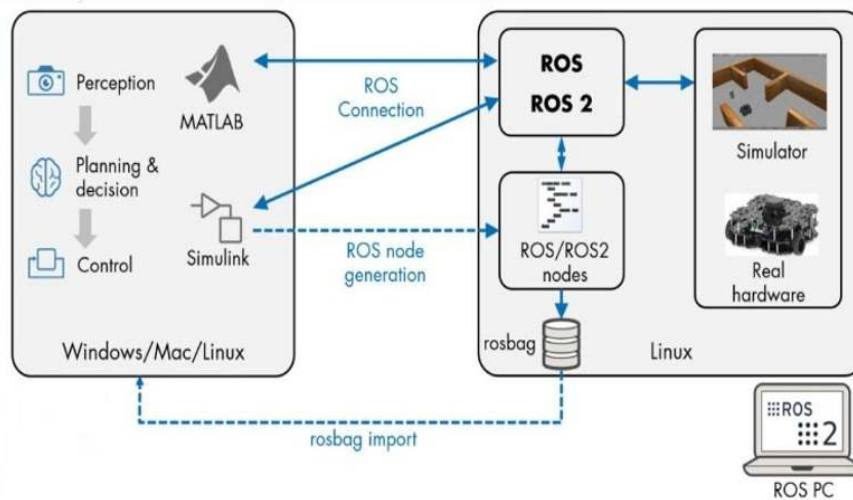 Perception
MATLAB
Planning &
decision
Control
Simulink
Windows/Mac/Linux
ROS
Connection
ROS node
generation
ROS
ROS 2
ROS/ROS2
nodes
rosbag
Simulator
Real
hardware
Linux
rosbag import
ROS
2
ROS PC